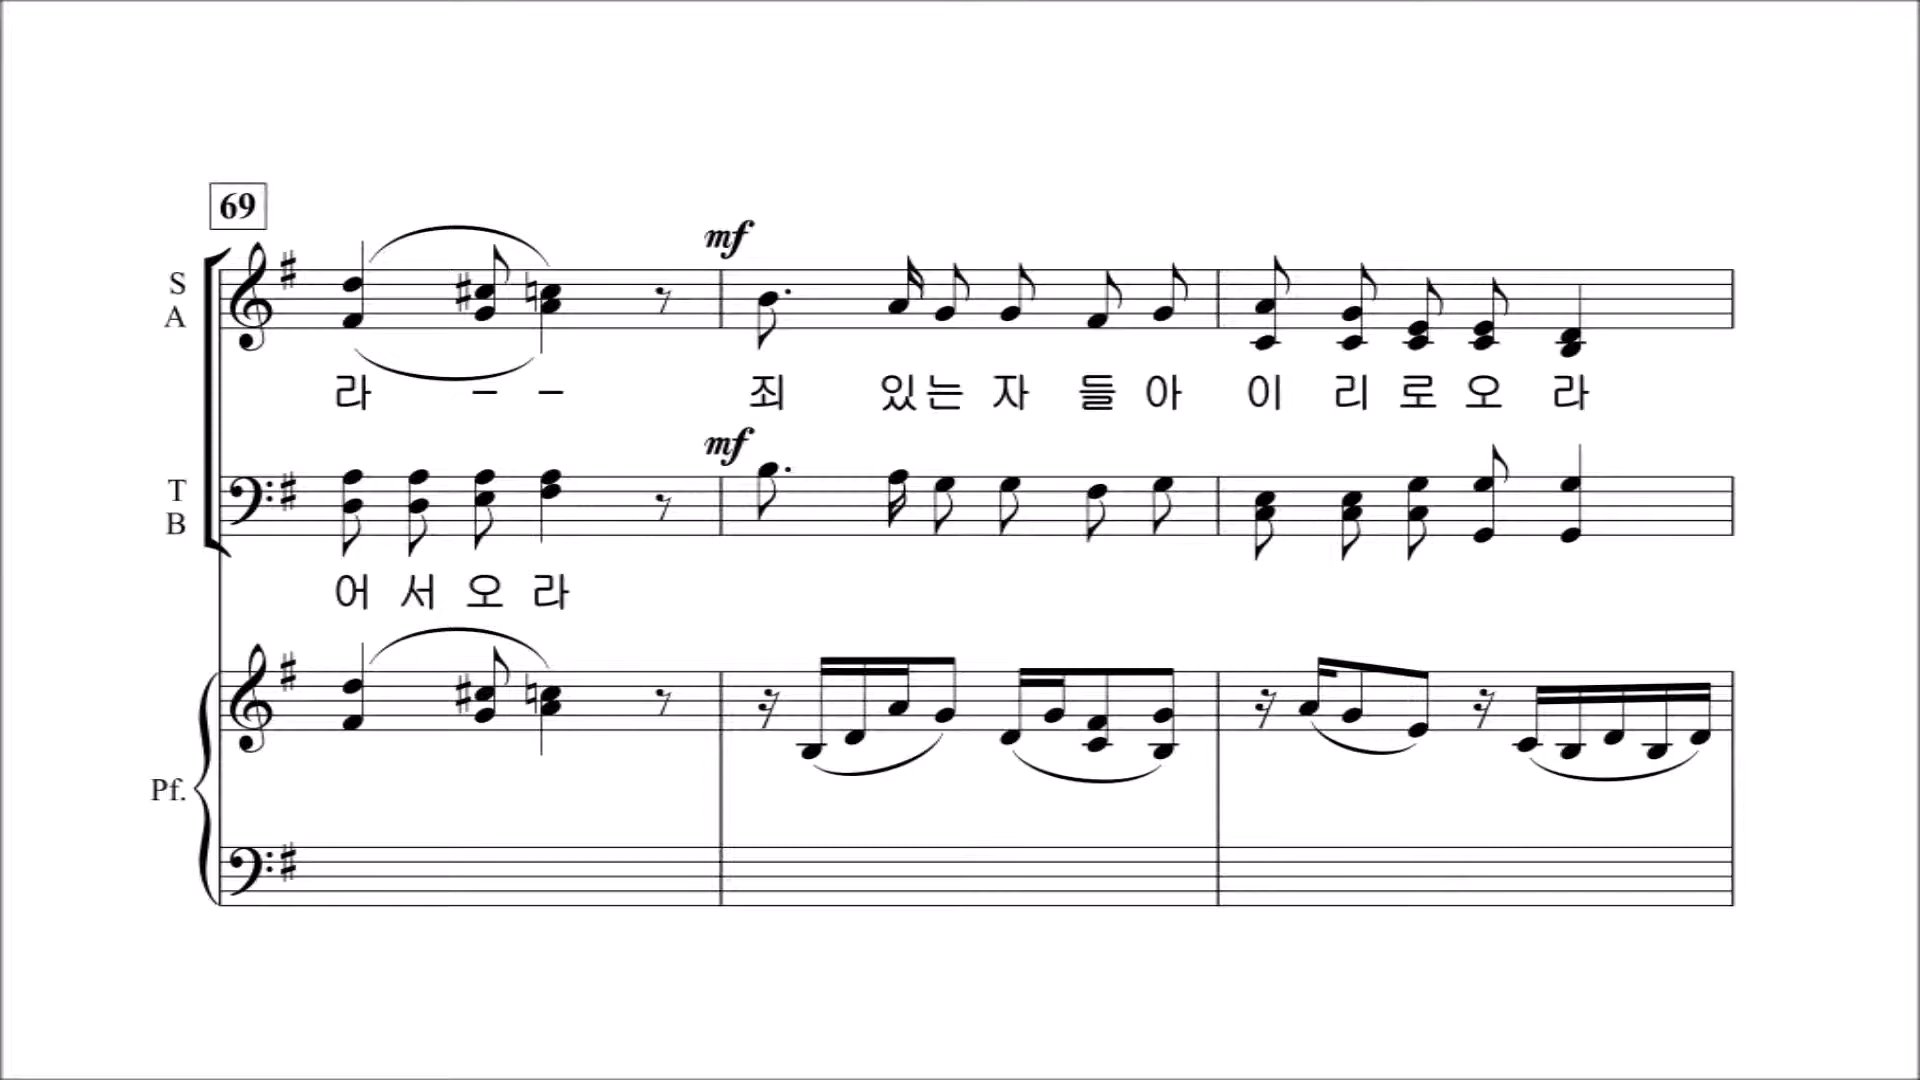 69
mf
S
A
라 - - 죄 있는 자 들 아 이 리 로 오 라
mf
T
B
어 서 오 라
Pf.